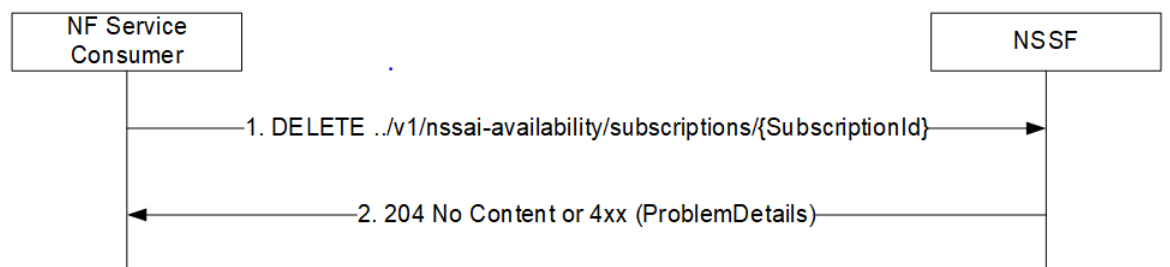 NF Service
Consumer
NSSF
1. DELETE ../v1/nssai-availability/subscriptions/{SubscriptionId}
2. 204 No Content or 4xx (ProblemDetails)